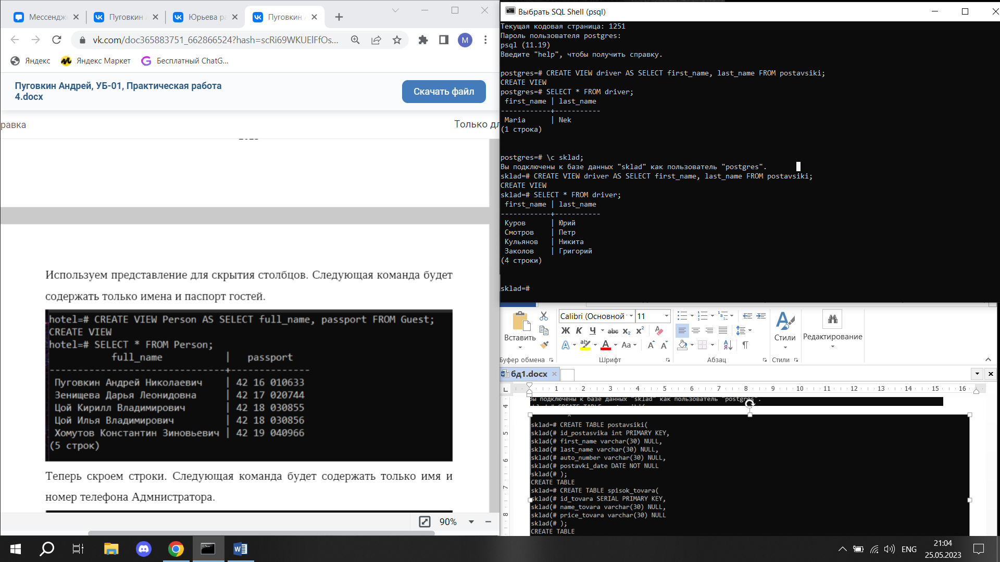 Мессендж
Пуговкин А
Юрьева ра
Пуговкин
vk.com/doc365883751_662866524?hash=scRi69WKUElFfOs...
M
Яндекс
Яндекс Маркет
Бесплатный ChatG...
Пуговкин Андрей, УБ-01, Практическая работа
4.docx
Скачать файл
равка
Только дл
Используем представление для скрытия столбцов. Следующая команда будет
содержать только имена и паспорт гостей.
hotel=# CREATE VIEW Person AS SELECT full_name, passport FROM Guest;
CREATE VIEW
hotel=# SELECT * FROM Person;
full_name | passport
-------------------------------+--------------
Пуговкин Андрей Николаевич | 42 16 010633
Зенищева Дарья Леонидовна | 42 17 020744
Цой Кирилл Владимирович | 42 18 030855
Цой Илья Владимирович | 42 18 030856
Хомутов Константин Зиновьевич | 42 19 040966
(5 строк)
Теперь скроем строки. Следующая команда будет содержать только имя и
номер телефона Адмнистратора.
90%
Выбрать SQL Shell (psql)
Текущая кодовая страница: 1251
Пароль пользователя postgres:
psql (11.19)
Введите "help", чтобы получить справку.
postgres=# CREATE VIEW driver AS SELECT first_name, last_name FROM postavsiki;
CREATE VIEW
postgres=# SELECT * FROM driver;
first_name | last_name
------------+-----------
Maria | Nek
(1 строка)
postgres=# \c sklad;
Вы подключены к базе данных "sklad" как пользователь "postgres".
sklad=# CREATE VIEW driver AS SELECT first_name, last_name FROM postavsiki;
CREATE VIEW
sklad=# SELECT * FROM driver;
first_name | last_name
------------+-----------
Куров | Юрий
Смотров | Петр
Кульянов | Никита
Заколов | Григорий
(4 строки)
sklad=#
Вставить
Calibri (Основной
11
Ж К Ч abc x₂ x²
Aa
Стили
Редактирование
Буфер обмена
Шрифт
Абзац
Стили
бд1.docx
1 2 3 4 5 6 7 8 9 10 11 12 13 14 15 16
4
5
6
7
8
Вы подключены к базе данных "sklad" как пользователь "postgres".
sklad=# CREATE TABLE postavsiki(
sklad(# id_postasvika int PRIMARY KEY,
sklad(# first_name varchar(30) NULL,
sklad(# last_name varchar(30) NULL,
sklad(# auto_number varchar(30) NULL,
sklad(# postavki_date DATE NOT NULL
sklad(# );
CREATE TABLE
sklad=# CREATE TABLE spisok_tovara(
sklad(# id_tovara SERIAL PRIMARY KEY,
sklad(# name_tovara varchar(30) NULL,
sklad(# price_tovara varchar(30) NULL
sklad(# );
CREATE TABLE
ENG
21:04
25.05.2023